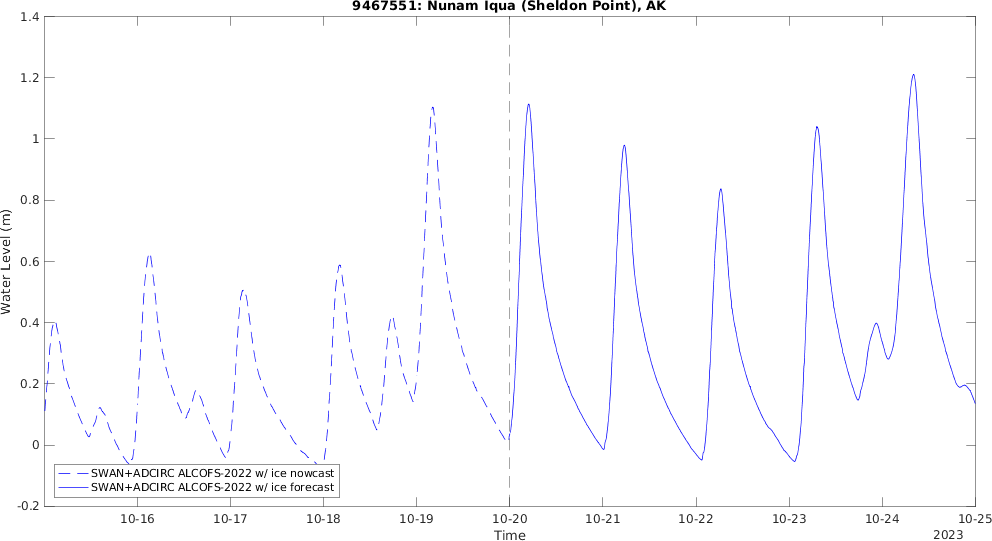 9467551: Nunam Iqua (Sheldon Point), AK
Water Level (m)
1.4
1.2
1
0.8
0.6
0.4
0.2
0
-0.2
SWAN+ADCIRC ALCOFS-2022 w/ ice nowcast
SWAN+ADCIRC ALCOFS-2022 w/ ice forecast
10-16 10-17 10-18 10-19 10-20 10-21 10-22 10-23 10-24 10-25
Time
2023